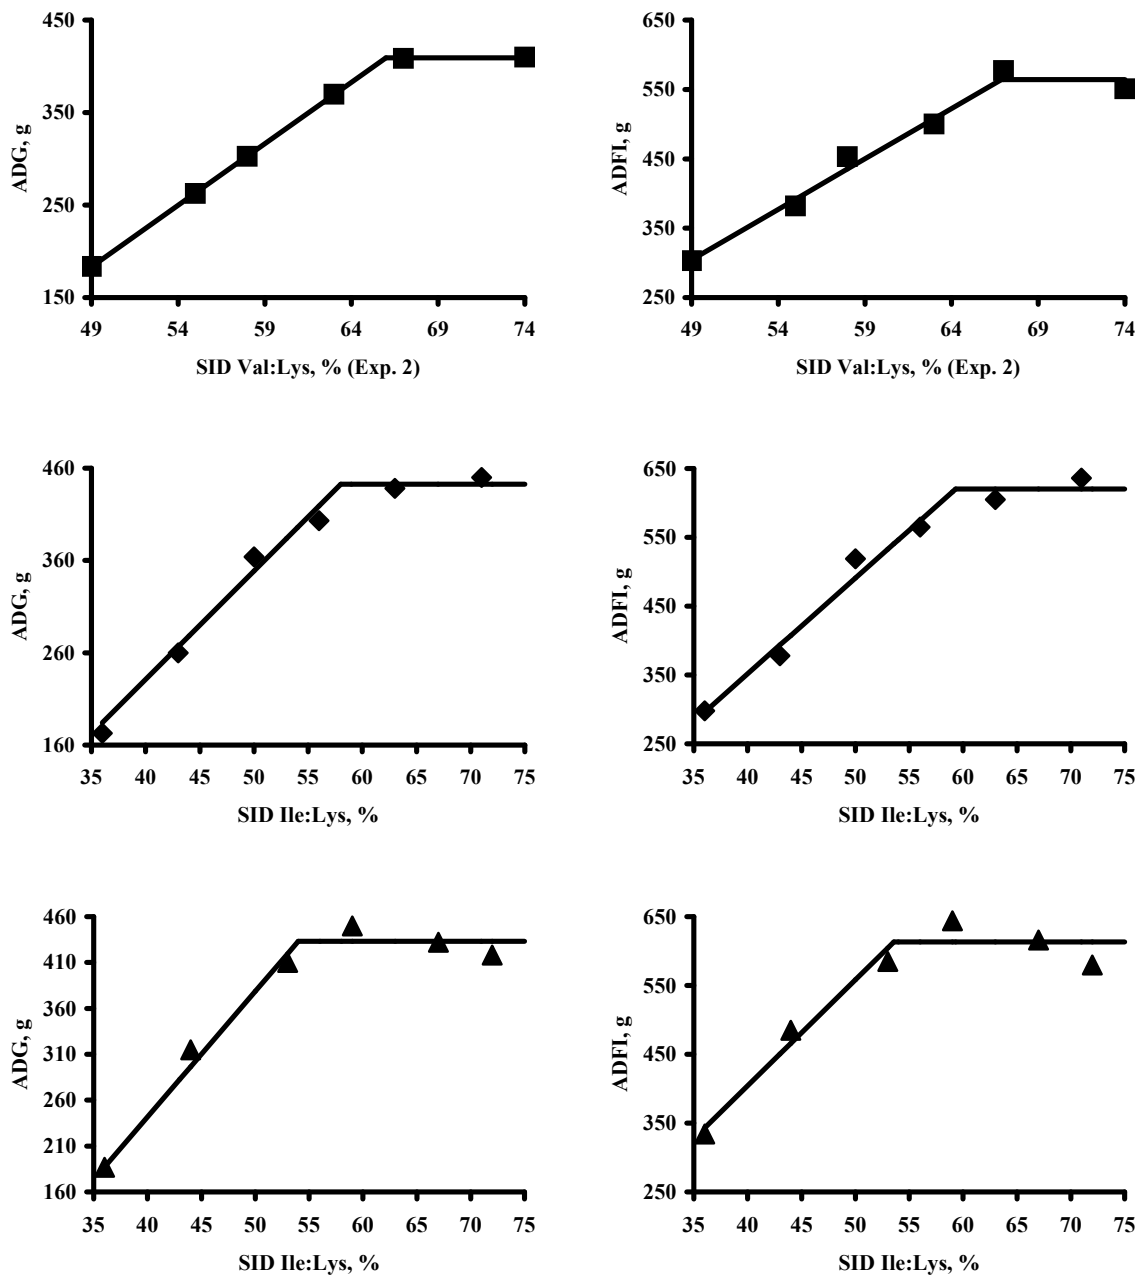 450
350
250
150
ADG, g
49 54 59 64 69 74
SID Val:Lys, % (Exp. 2)
650
550
450
350
250
ADFI, g
49 54 59 64 69 74
SID Val:Lys, % (Exp. 2)
460
360
260
160
ADG, g
35 40 45 50 55 60 65 70 75
SID Ile:Lys, %
650
550
450
350
250
ADFI, g
35 40 45 50 55 60 65 70 75
SID Ile:Lys, %
460
410
360
310
260
210
160
ADG, g
35 40 45 50 55 60 65 70 75
SID Ile:Lys, %
650
550
450
350
250
ADFI, g
35 40 45 50 55 60 65 70 75
SID Ile:Lys, %